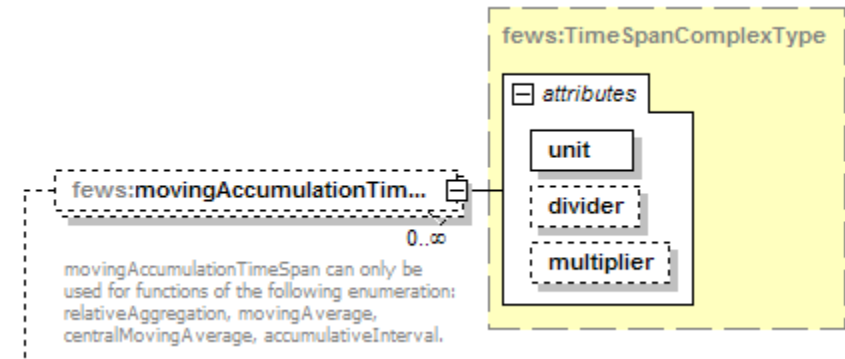 fews:TimeSpanComplexType
attributes
unit
fews:movingAccumulationTim...
divider
0..∞
multiplier
movingAccumulationTimeSpan can only be
used for functions of the following enumeration:
relativeAggregation, movingAverage,
centralMovingAverage, accumulativeInterval.